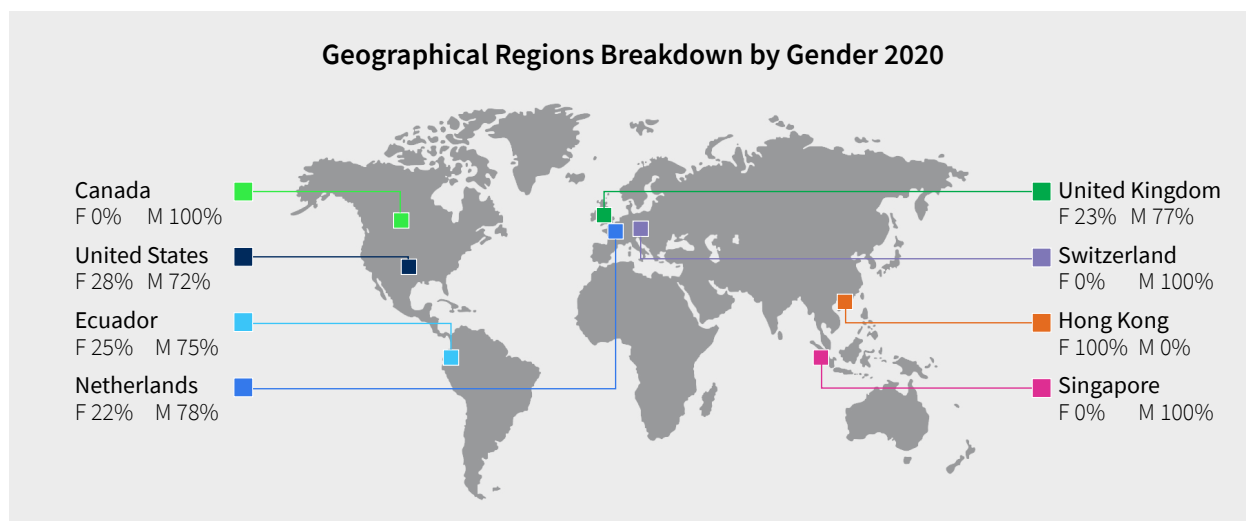 Geographical Regions Breakdown by Gender 2020
Canada
F 0% M 100%
United States
F 28% M 72%
Ecuador
F 25% M 75%
Netherlands
F 22% M 78%
United Kingdom
F 23% M 77%
Switzerland
F 0% M 100%
Hong Kong
F 100% M 0%
Singapore
F 0% M 100%